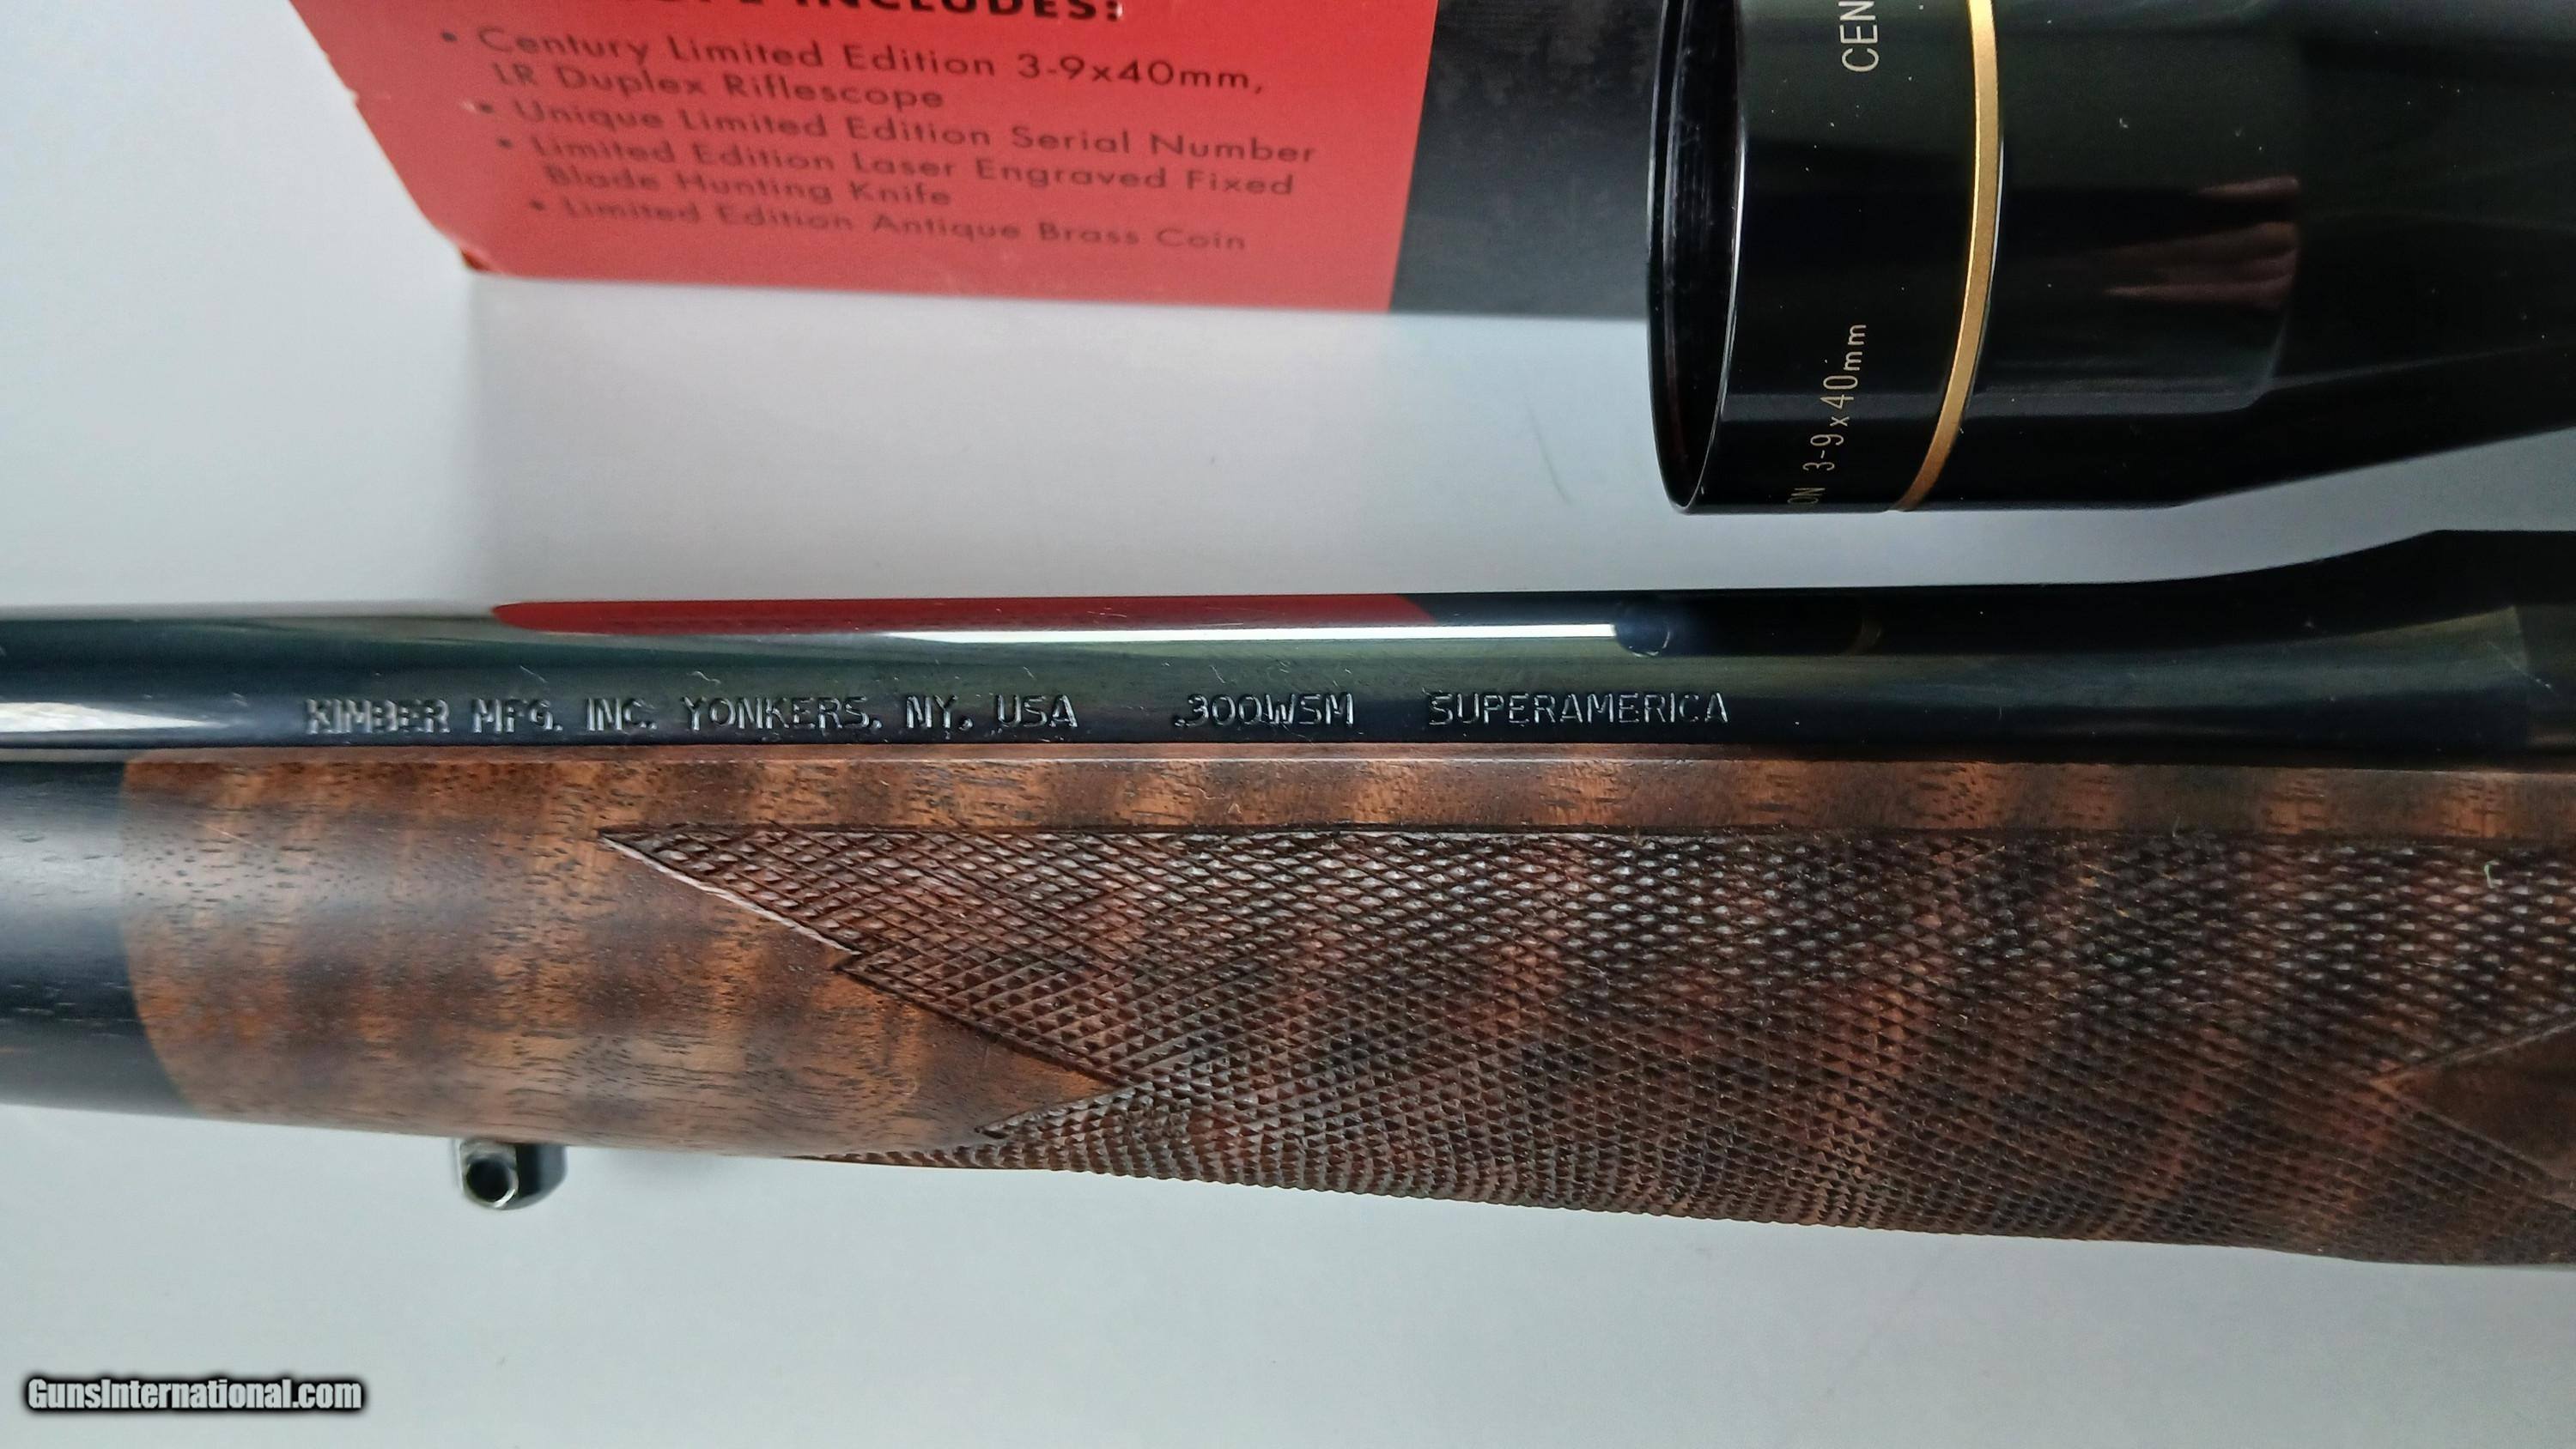 INCLUDES:
• Century Limited Edition 3-9x40mm,
LR Duplex Riflescope
• Unique Limited Edition Serial Number
• Limited Edition Laser Engraved Fixed
Blade Hunting Knife
• Limited Edition Antique Brass Coin
CEN
ON 3-9x40mm
KIMBER MFG. INC. YONKERS, NY, USA .300WSM SUPERAMERICA
GunsInternational.com